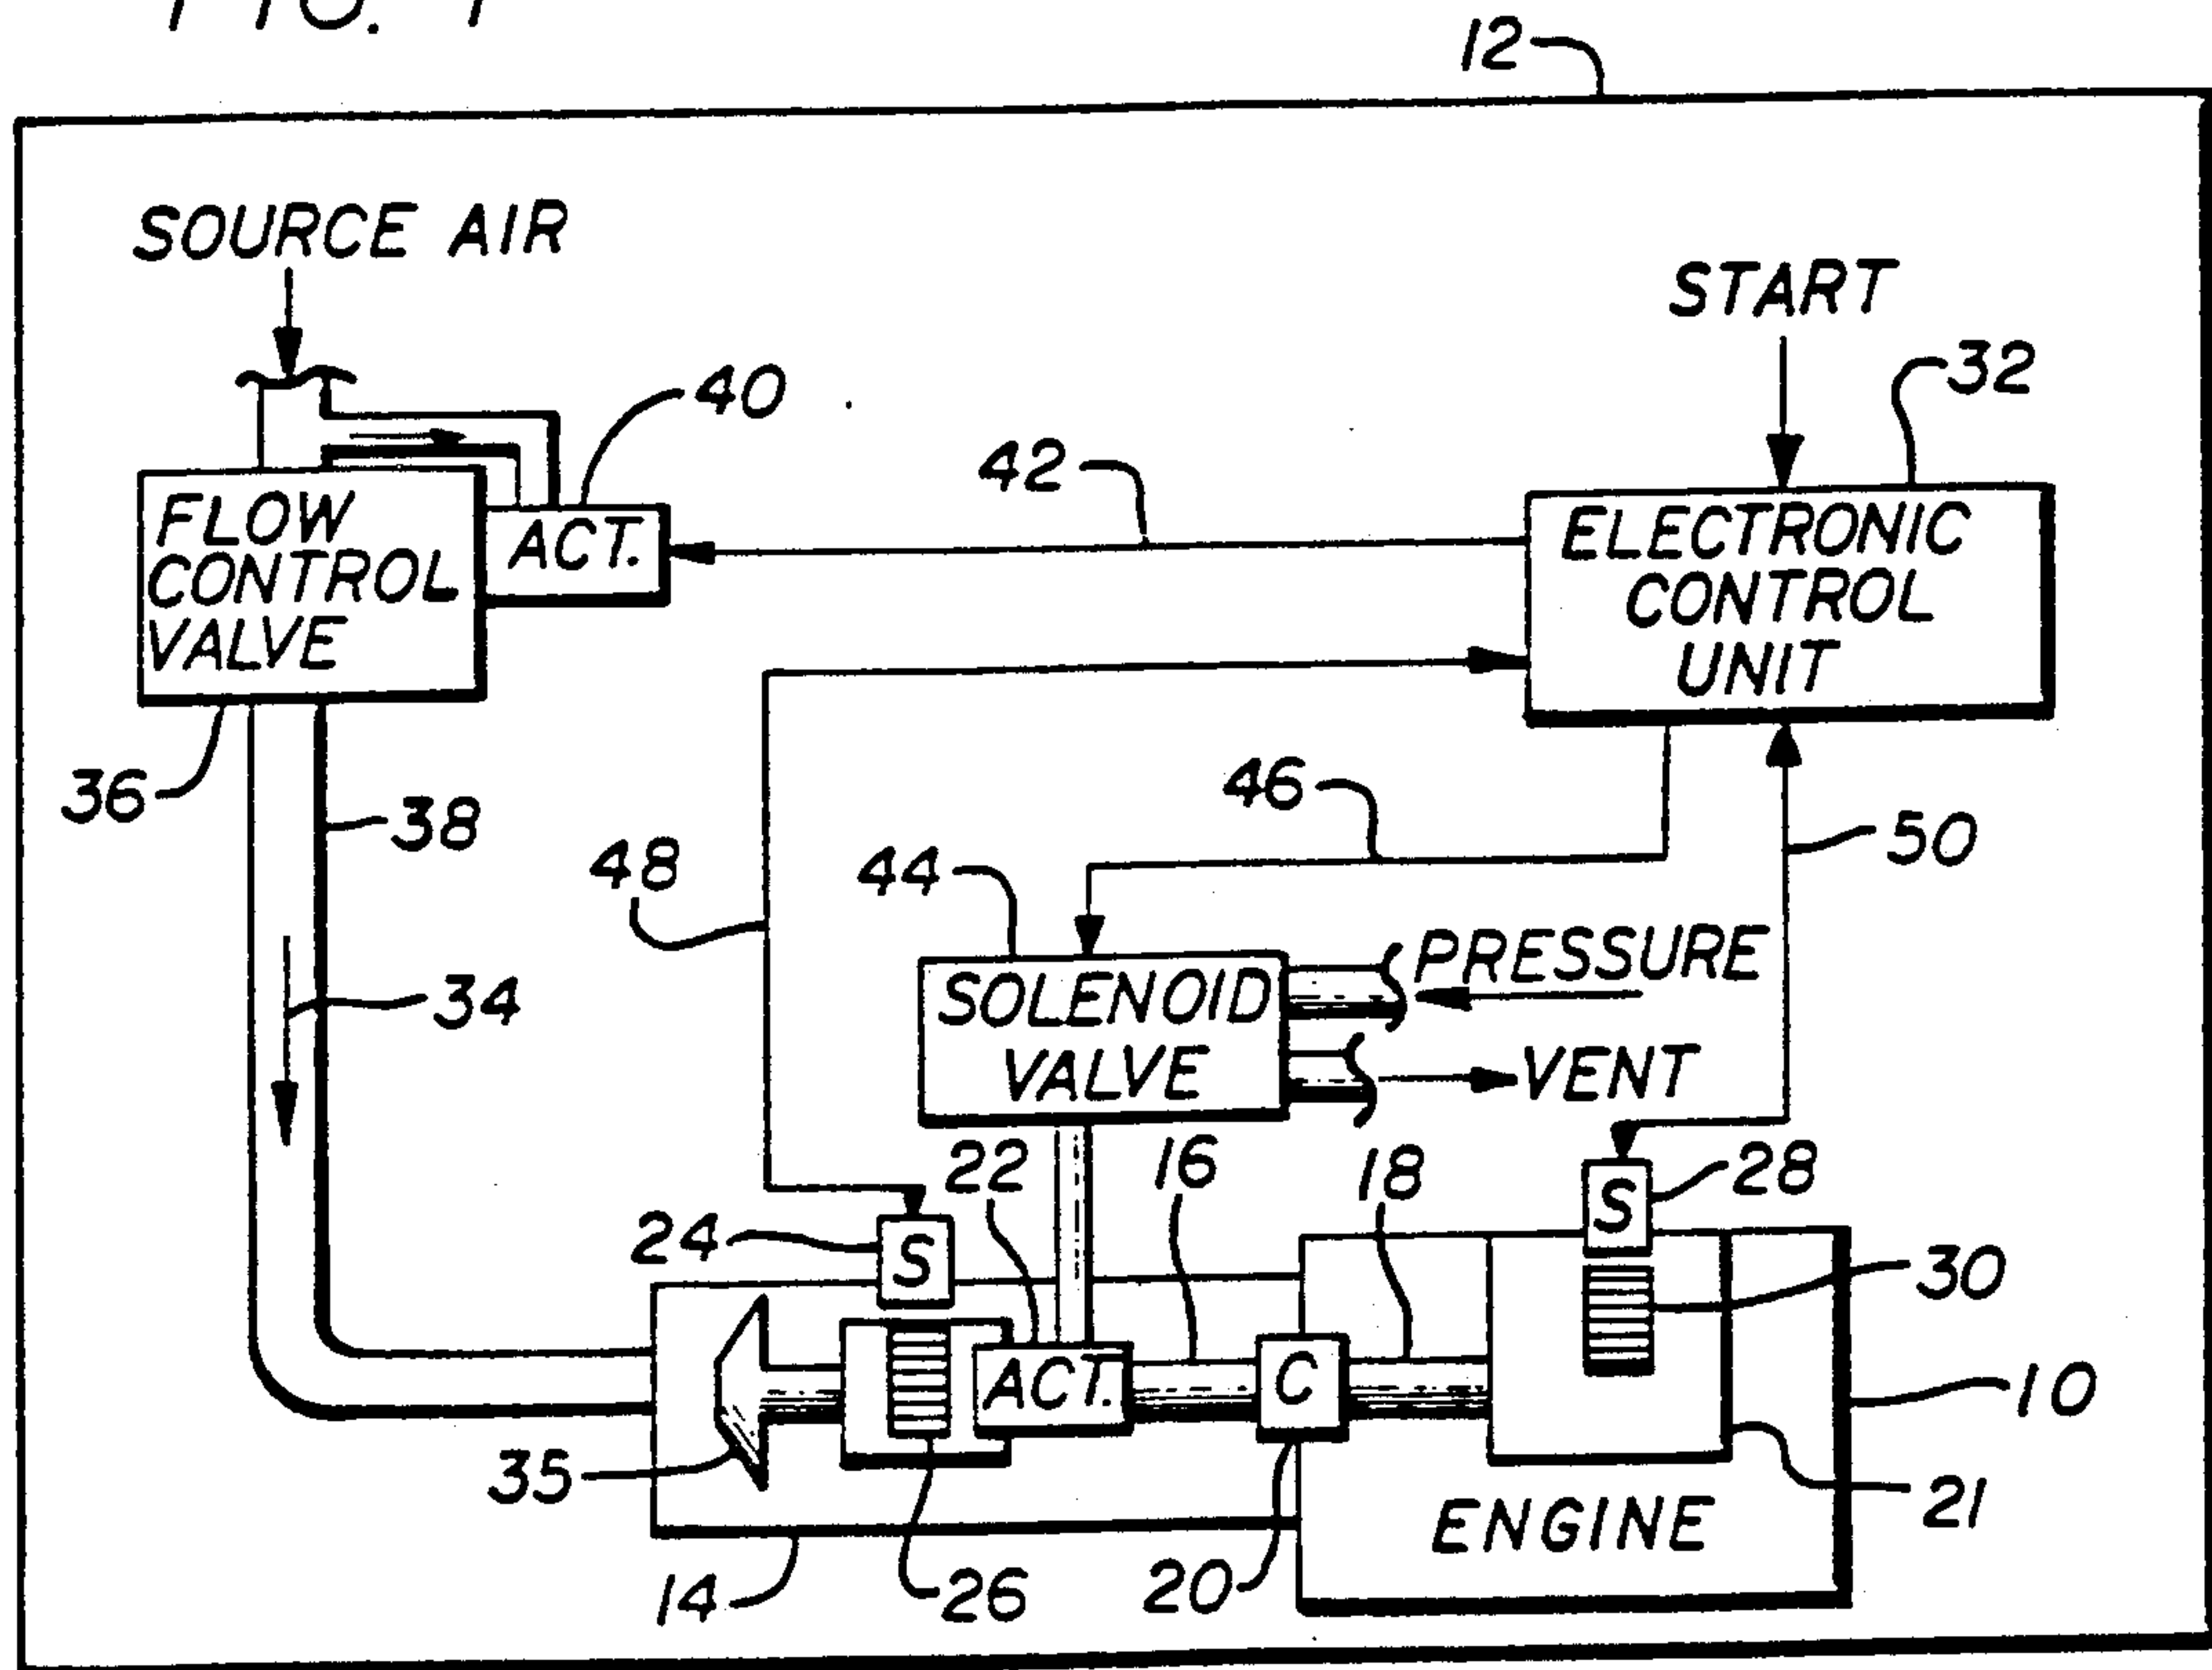 FIG. 1
12
SOURCE AIR
START
32
40
42
FLOW
CONTROL
VALVE
ACT.
ELECTRONIC
CONTROL
UNIT
36
38
46
50
48
44
PRESSURE
34
SOLENOID
VALVE
VENT
22
16
18
28
24
S
S
30
ACT.
C
10
35
21
ENGINE
14
26
20